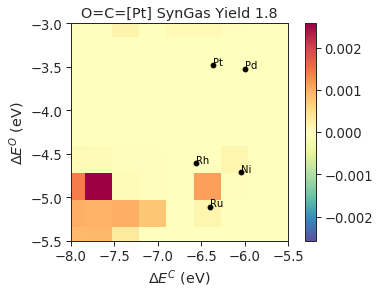 O=C=[Pt] SynGas Yield 1.8
−3.0
−3.5
−4.0
−4.5
−5.0
−5.5
ΔE^O (eV)
Pt
Pd
Rh
Ni
Ru
−8.0 −7.5 −7.0 −6.5 −6.0 −5.5
ΔE^C (eV)
0.002
0.001
0.000
−0.001
−0.002